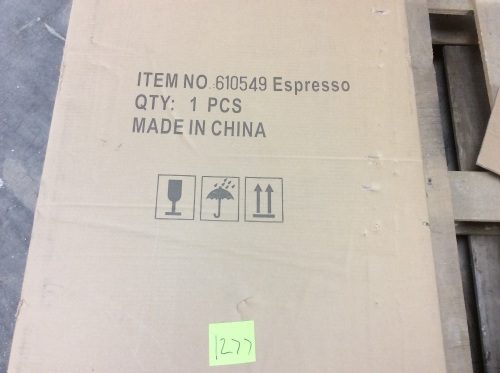 ITEM NO.:610549 Espresso
QTY: 1 PCS
MADE IN CHINA
1277